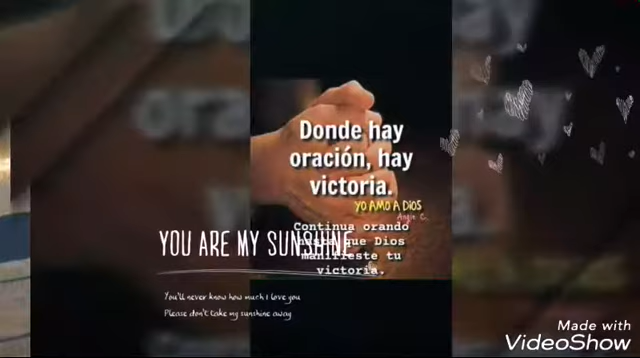 Donde hay
oración, hay
victoria.
YO AMO A DIOS
Angie C.
Continua orando
hasta que Dios
manifieste tu
victoria.
YOU ARE MY SUNSHINE
You'll never know how much I love you
Please don't take my sunshine away
Made with
VideoShow